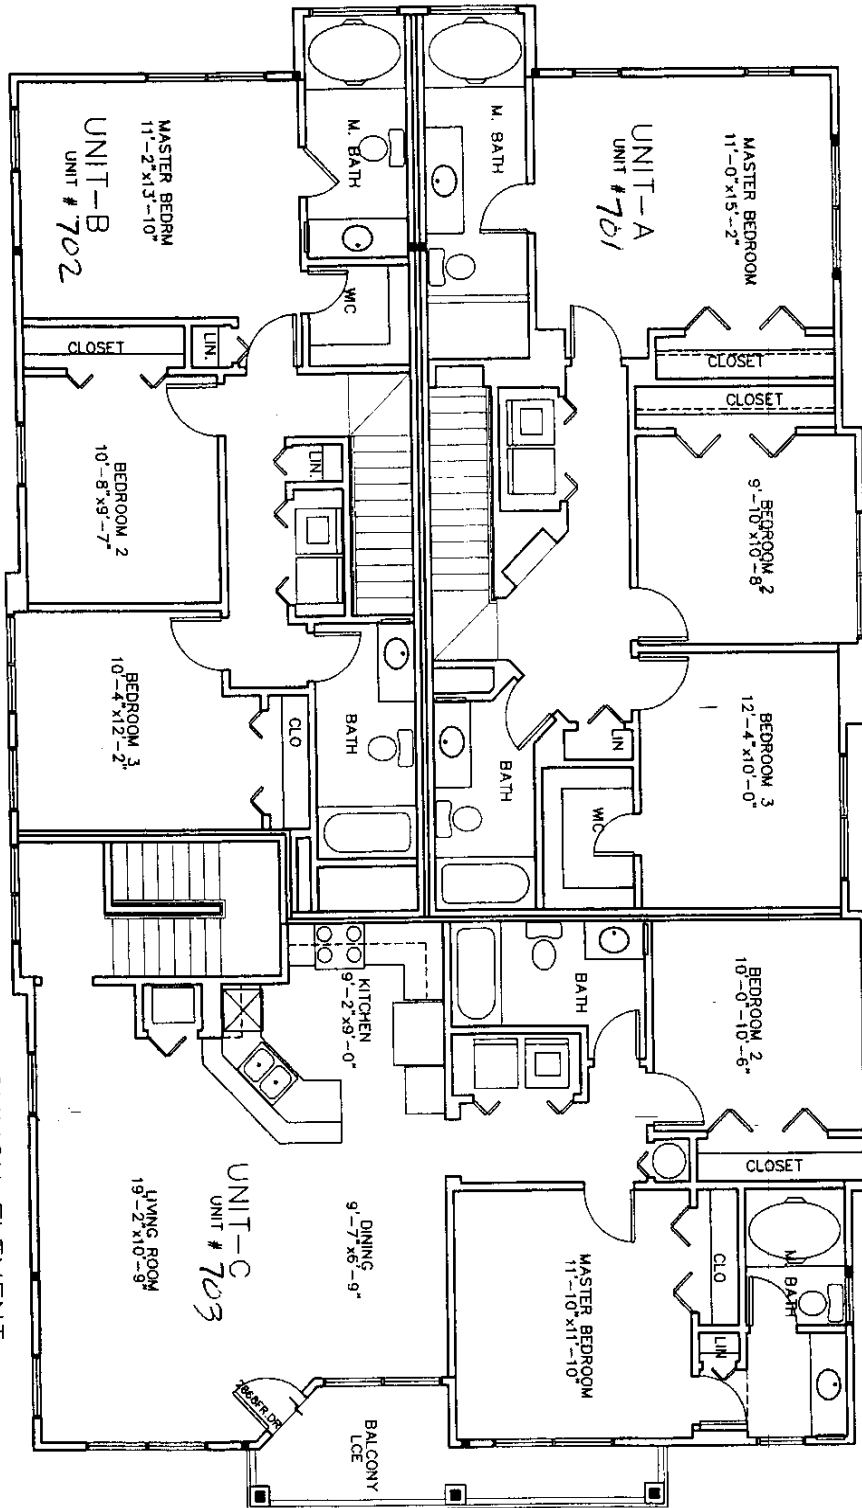 M. BATH
M. BATH
MASTER BEDRM
11'-2"x13'-10"
UNIT-B
UNIT # 702
MASTER BEDROOM
11'-0"x15'-2"
UNIT-A
UNIT # 701
WIC
LIN.
CLOSET
CLOSET
CLOSET
BEDROOM 2
10'-8"x9'-7"
LIN.
BEDROOM 2
9'-10"x10'-8"
BEDROOM 3
10'-4"x12'-2"
CLO
BATH
BATH
IN
WIC
BEDROOM 3
12'-4"x10'-0"
KITCHEN
9'-2"x9'-0"
BATH
BEDROOM 2
10'-0"-10'-6"
CLOSET
UNIT-C
UNIT # 703
LIVING ROOM
19'-2"x10'-9"
DINING
9'-7"x6'-9"
MASTER BEDROOM
11'-10"x11'-10"
CLO
M. BATH
LIN
2868FR.DR
BALCONY
LCE